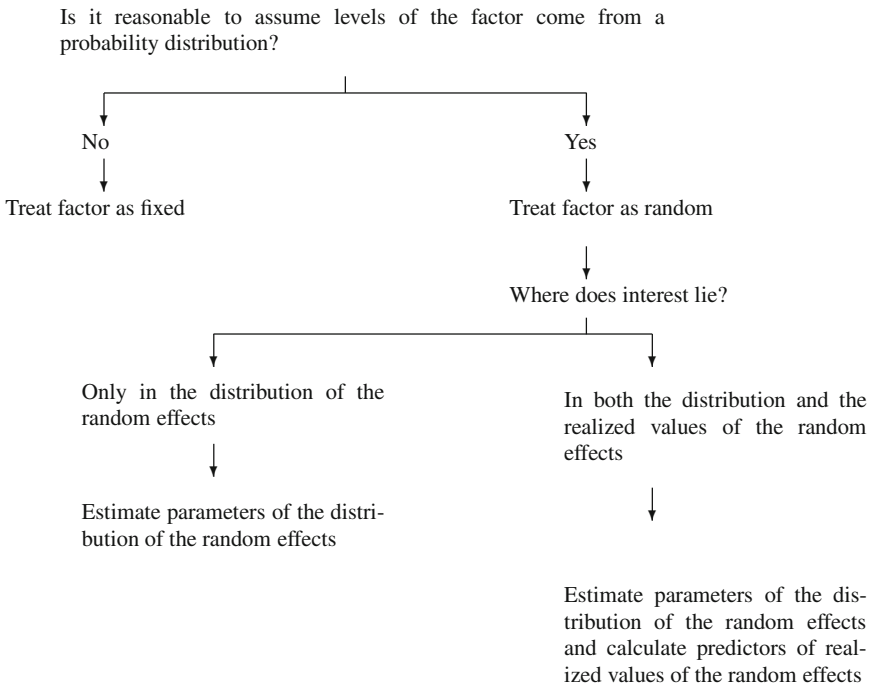 Is it reasonable to assume levels of the factor come from a
probability distribution?
No
Yes
Treat factor as fixed
Treat factor as random
Where does interest lie?
Only in the distribution of the
random effects
In both the distribution and the
realized values of the random
effects
Estimate parameters of the distri-
bution of the random effects
Estimate parameters of the dis-
tribution of the random effects
and calculate predictors of real-
ized values of the random effects